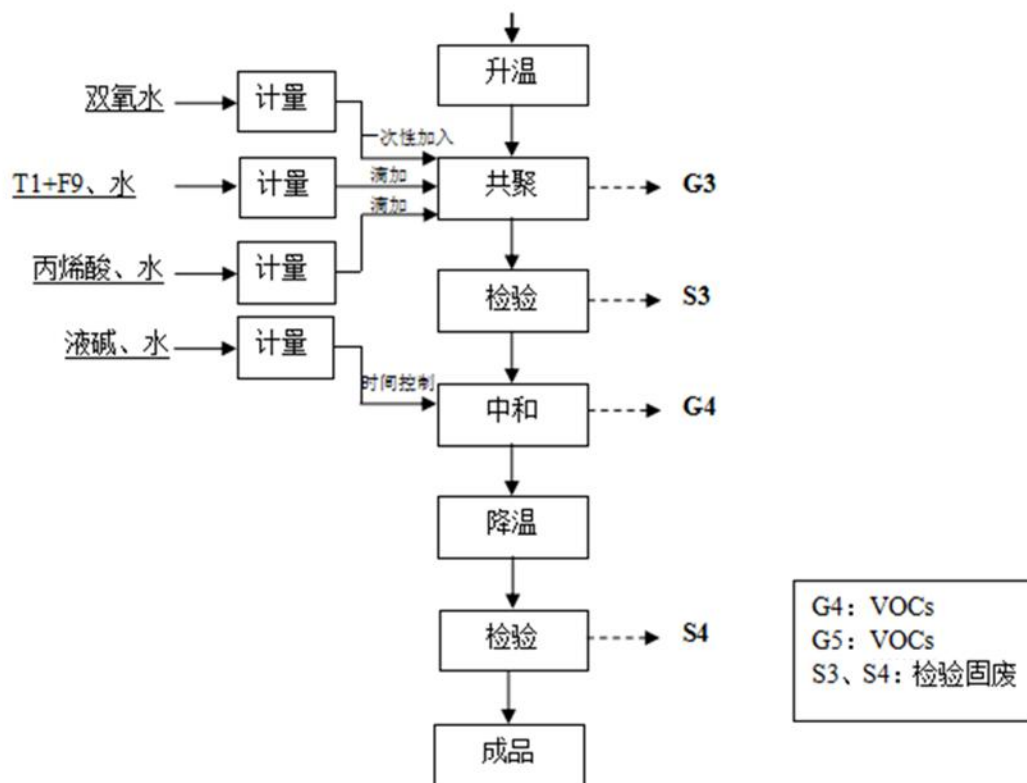 升温
双氧水
计量
一次性加入
T1+F9、水
计量
滴加
共聚
G3
滴加
丙烯酸、水
计量
检验
S3
液碱、水
计量
时间控制
中和
G4
降温
检验
S4
成品
G4：VOCs
G5：VOCs
S3、S4：检验固废